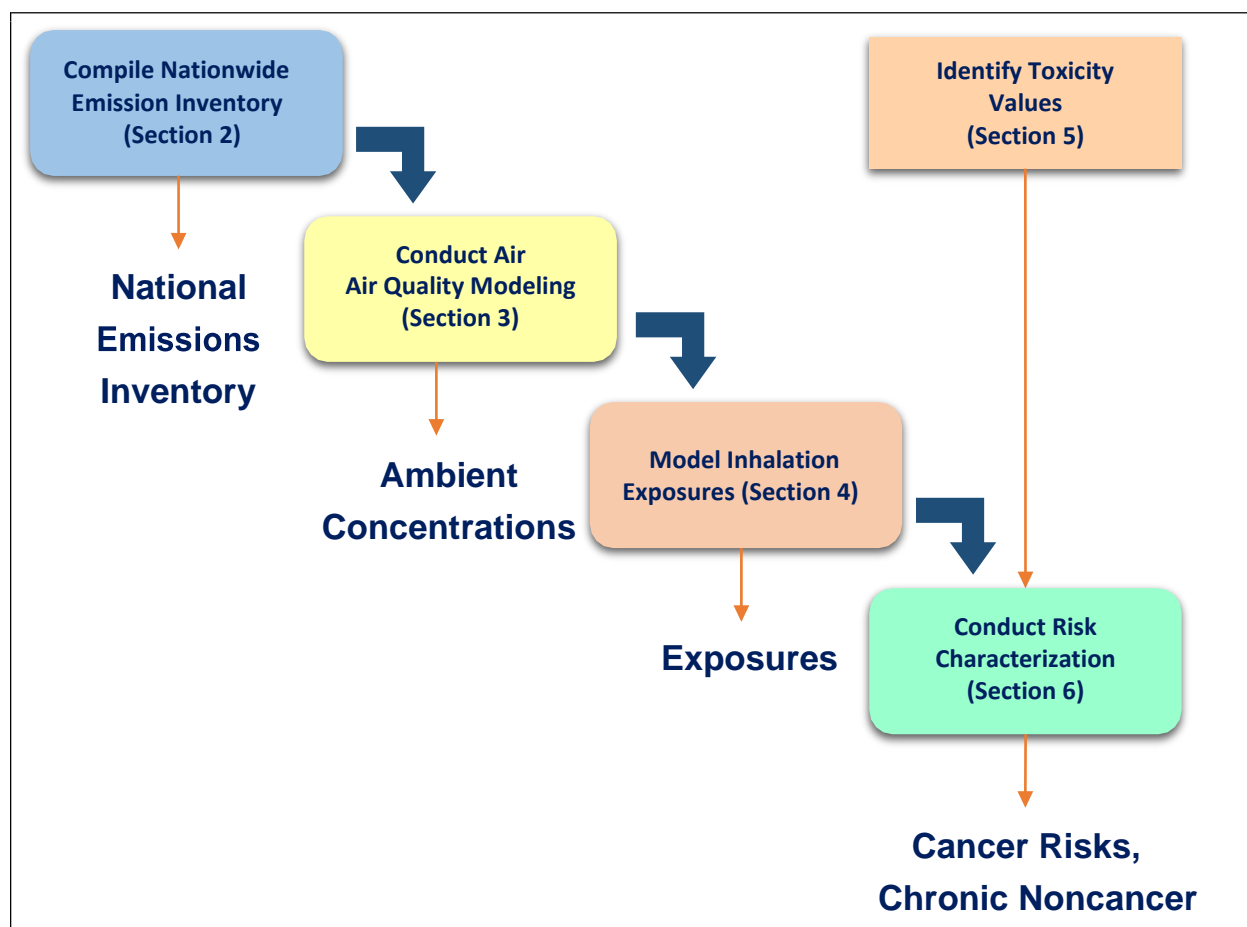 Compile Nationwide
Emission Inventory
(Section 2)
Identify Toxicity
Values
(Section 5)
National
Emissions
Inventory
Conduct Air
Air Quality Modeling
(Section 3)
Ambient
Concentrations
Model Inhalation
Exposures (Section 4)
Exposures
Conduct Risk
Characterization
(Section 6)
Cancer Risks,
Chronic Noncancer